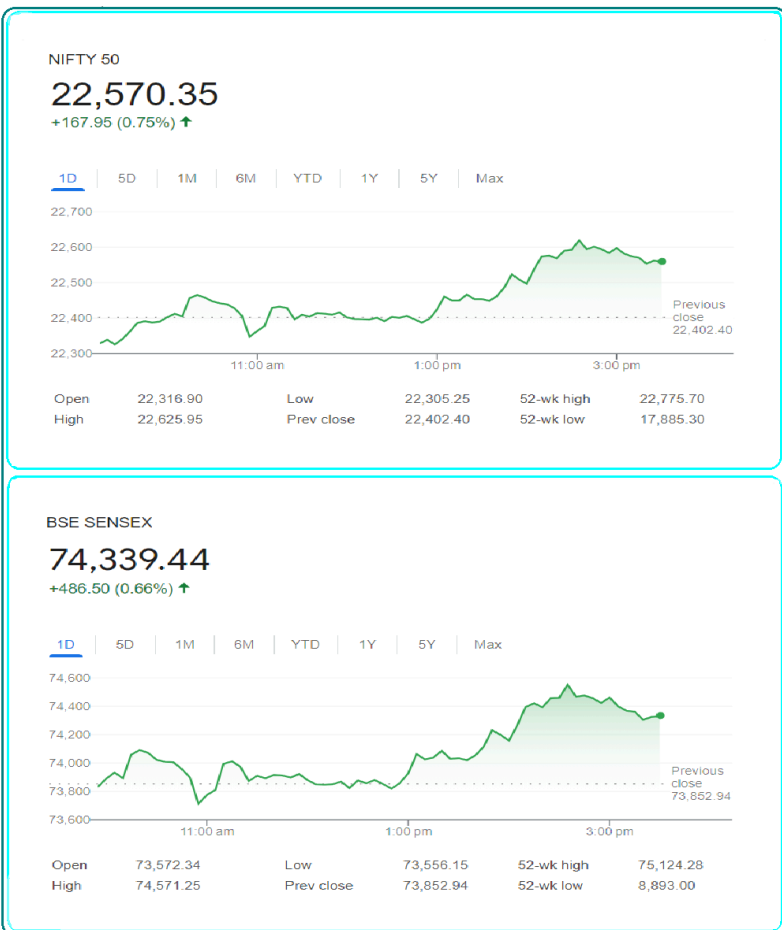 NIFTY 50
22,570.35
+167.95 (0.75%) ↑
1D 5D 1M 6M YTD 1Y 5Y Max
22,700
22,600
22,500
22,400
22,300
Previous
close
22,402.40
11:00 am 1:00 pm 3:00 pm
Open 22,316.90 Low 22,305.25 52-wk high 22,775.70
High 22,625.95 Prev close 22,402.40 52-wk low 17,885.30
BSE SENSEX
74,339.44
+486.50 (0.66%) ↑
1D 5D 1M 6M YTD 1Y 5Y Max
74,600
74,400
74,200
74,000
73,800
73,600
Previous
close
73,852.94
11:00 am 1:00 pm 3:00 pm
Open 73,572.34 Low 73,556.15 52-wk high 75,124.28
High 74,571.25 Prev close 73,852.94 52-wk low 8,893.00